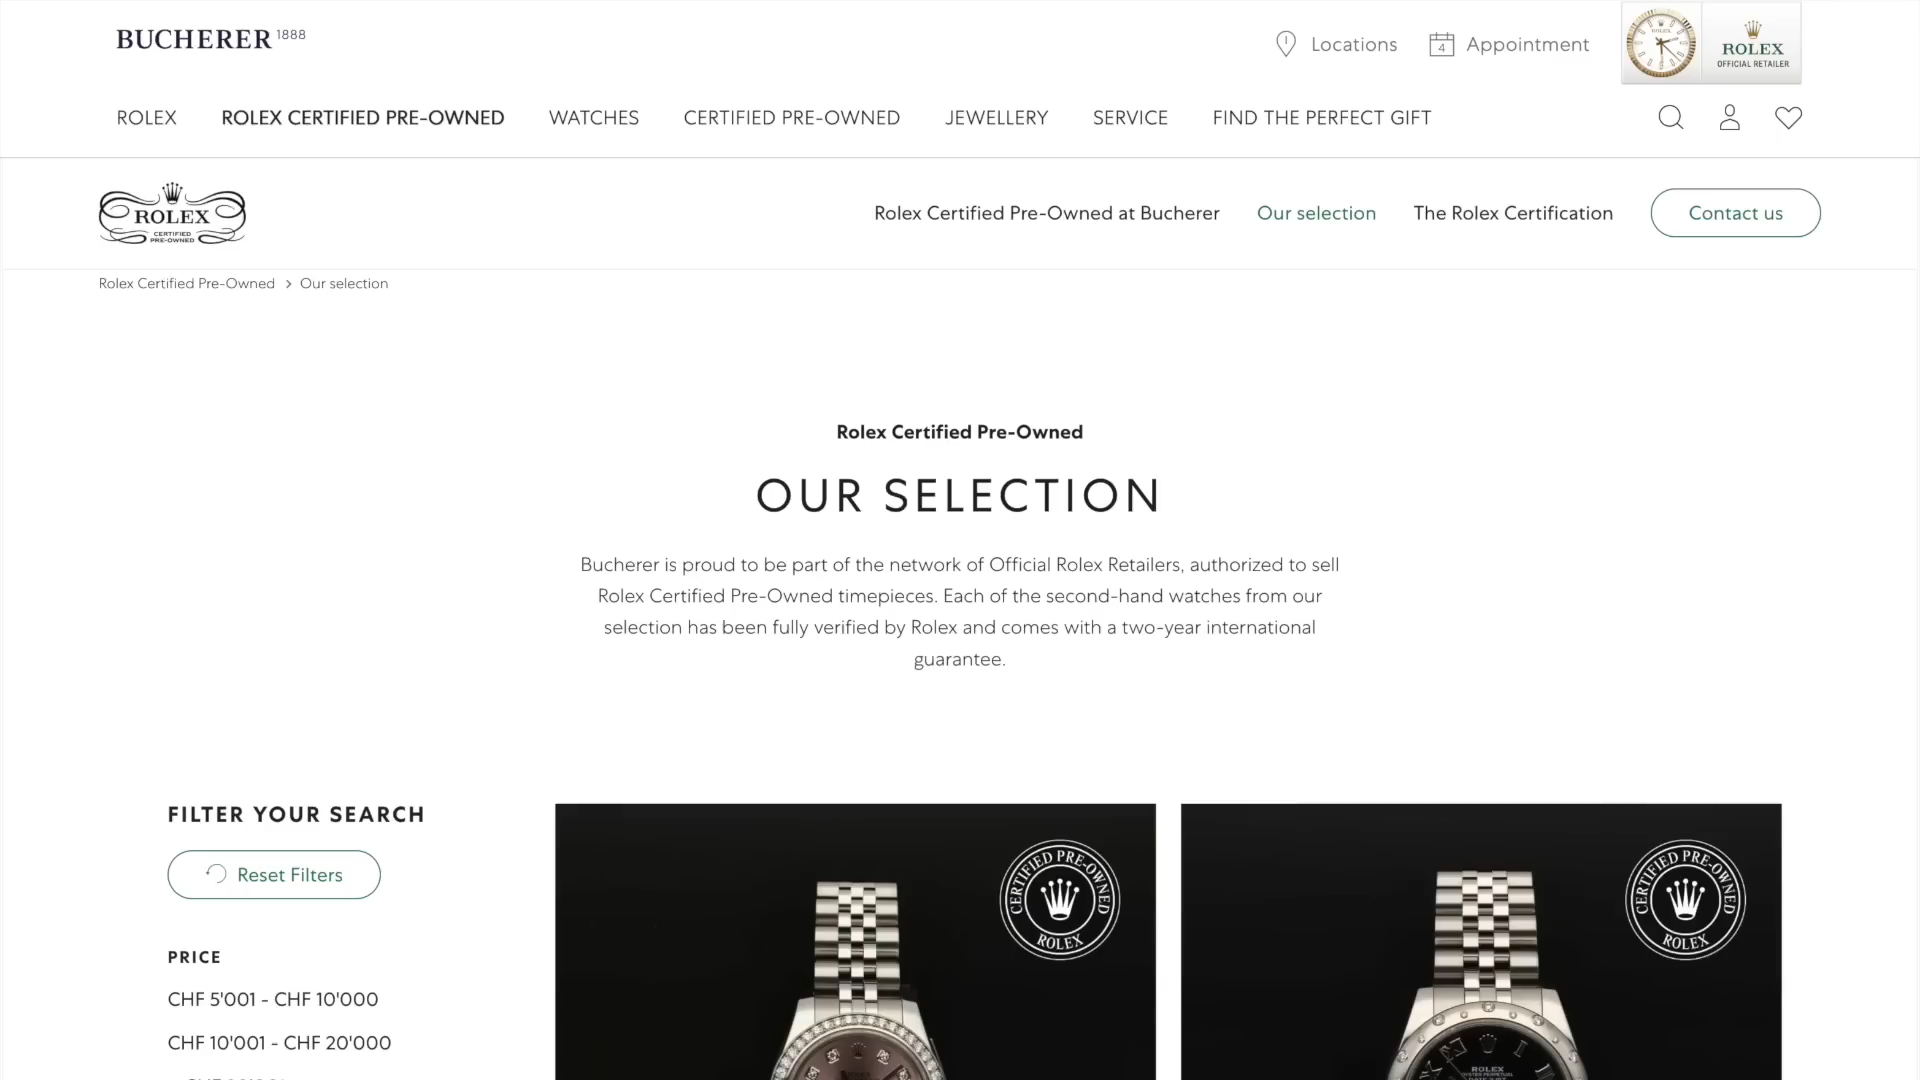 BUCHERER 1888
Locations
4
Appointment
ROLEX
ROLEX
OFFICIAL RETAILER
ROLEX
ROLEX CERTIFIED PRE-OWNED
WATCHES
CERTIFIED PRE-OWNED
JEWELLERY
SERVICE
FIND THE PERFECT GIFT
ROLEX
CERTIFIED
PRE-OWNED
Rolex Certified Pre-Owned at Bucherer
Our selection
The Rolex Certification
Contact us
Rolex Certified Pre-Owned > Our selection
Rolex Certified Pre-Owned
OUR SELECTION
Bucherer is proud to be part of the network of Official Rolex Retailers, authorized to sell
Rolex Certified Pre-Owned timepieces. Each of the second-hand watches from our
selection has been fully verified by Rolex and comes with a two-year international
guarantee.
FILTER YOUR SEARCH
Reset Filters
PRICE
CHF 5'001 - CHF 10'000
CHF 10'001 - CHF 20'000
CERTIFIED PRE-OWNED
ROLEX
CERTIFIED PRE-OWNED
ROLEX
ROLEX
OYSTER PERPETUAL